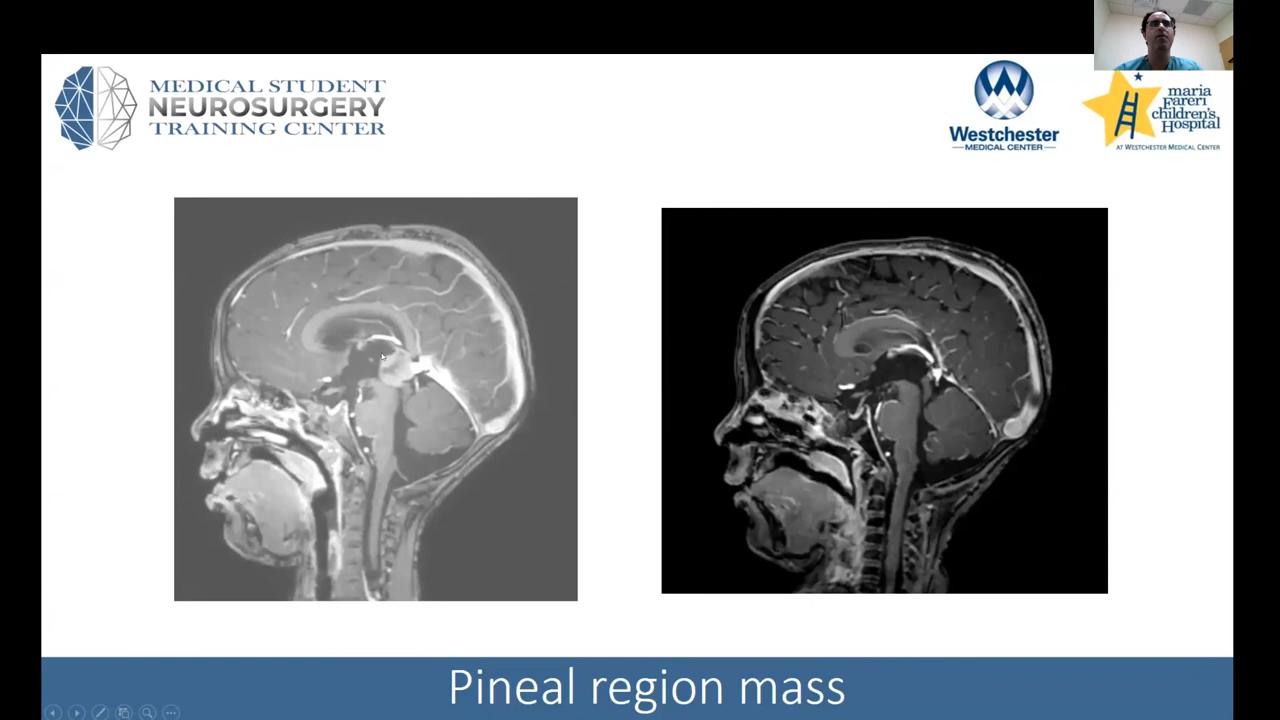 MEDICAL STUDENT
NEUROSURGERY
TRAINING CENTER
Westchester
MEDICAL CENTER
maria
Fareri
children's
Hospital
AT WESTCHESTER MEDICAL CENTER
Pineal region mass